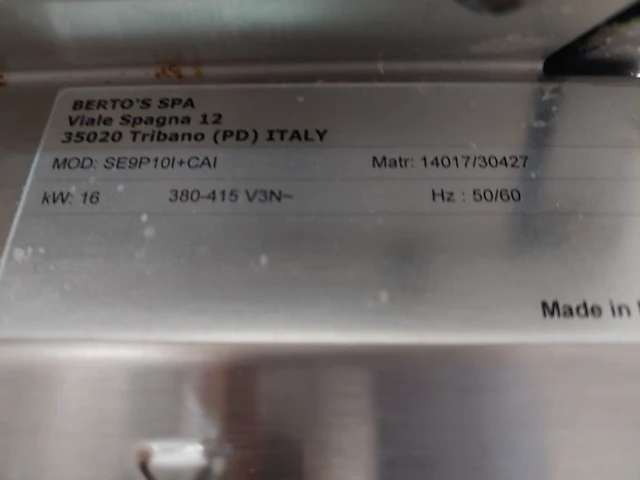 BERTO'S SPA
Viale Spagna 12
35020 Tribano (PD) ITALY
MOD: SE9P10I+CAI Matr: 14017/30427
kW: 16 380-415 V3N~ Hz : 50/60
Made in